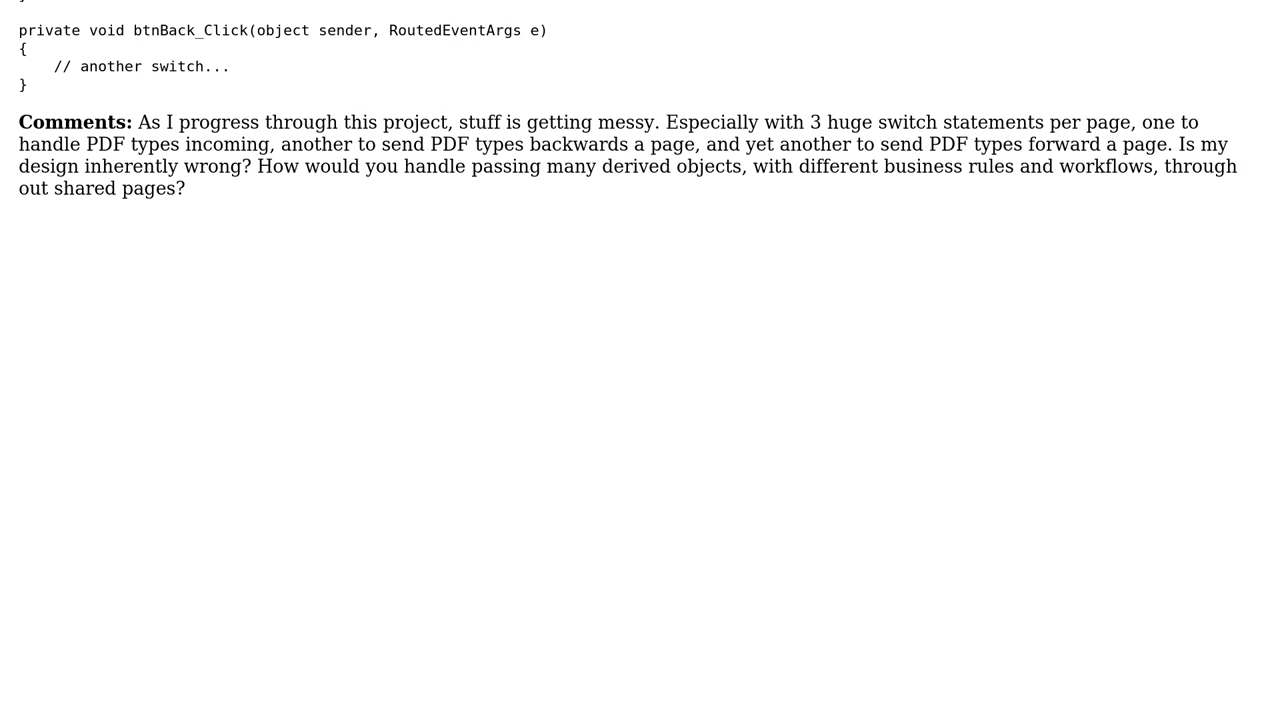 }
private void btnBack_Click(object sender, RoutedEventArgs e)
{
    // another switch...
}
Comments: As I progress through this project, stuff is getting messy. Especially with 3 huge switch statements per page, one to
handle PDF types incoming, another to send PDF types backwards a page, and yet another to send PDF types forward a page. Is my
design inherently wrong? How would you handle passing many derived objects, with different business rules and workflows, through
out shared pages?